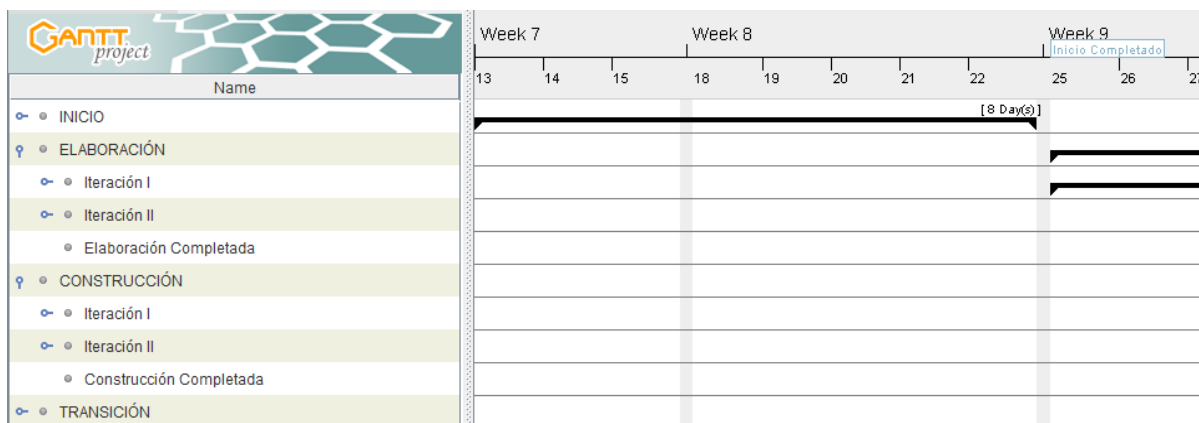 GANTT
project
Name
INICIO
ELABORACIÓN
Iteración I
Iteración II
Elaboración Completada
CONSTRUCCIÓN
Iteración I
Iteración II
Construcción Completada
TRANSICIÓN
Week 7 Week 8 Week 9
Inicio Completado
13 14 15 18 19 20 21 22 25 26
[8 Day(s)]